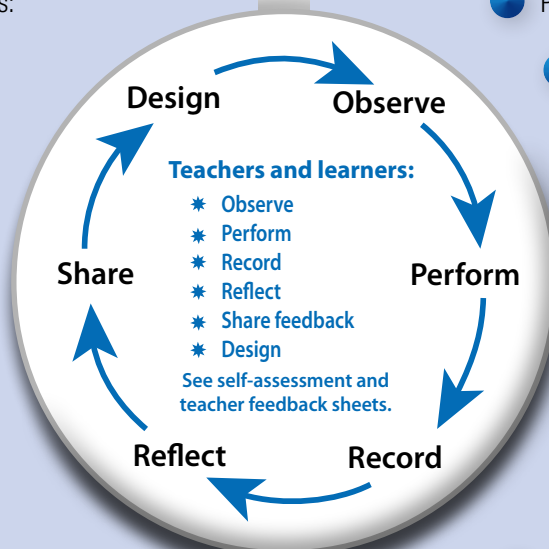 s:
P
Design
Observe
Teachers and learners:
Observe
Perform
Record
Reflect
Share feedback
Design
See self-assessment and
teacher feedback sheets.
Share
Perform
Reflect
Record